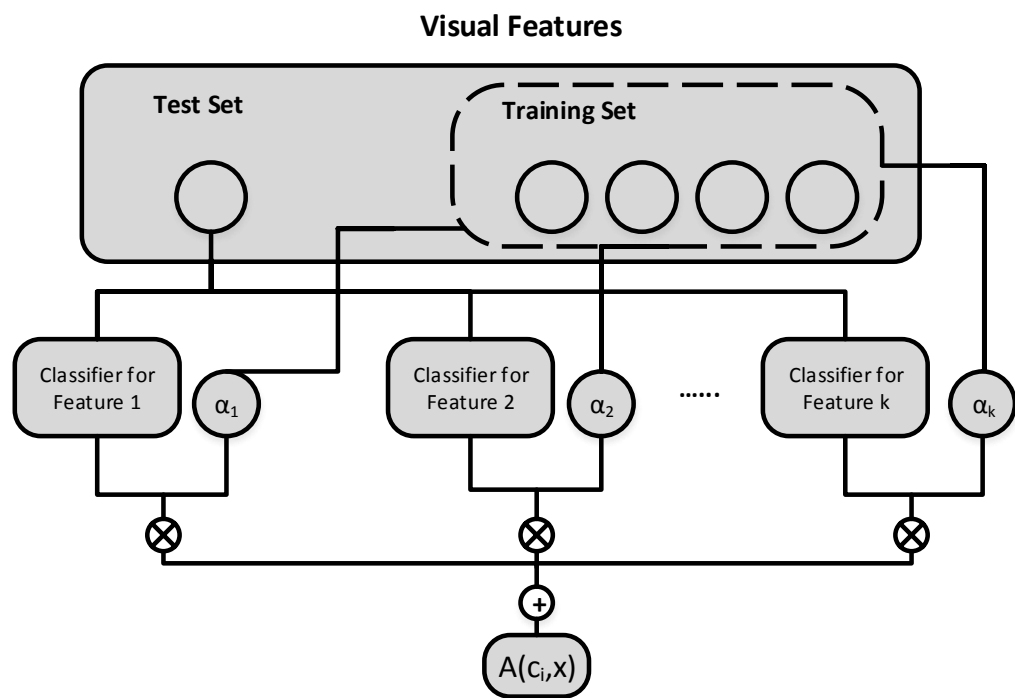 Visual Features
Test Set
Training Set
Classifier for
Feature 1
α₁
Classifier for
Feature 2
α₂
......
Classifier for
Feature k
αₖ
+
A(cᵢ,x)